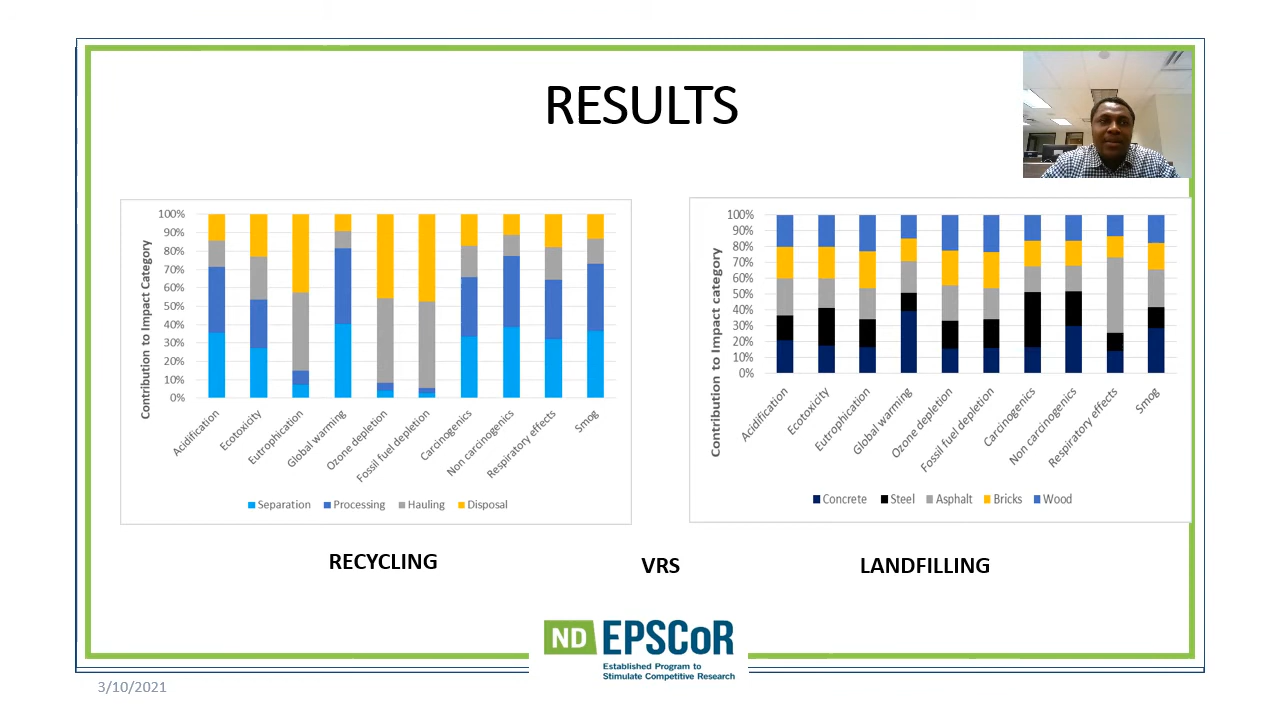 RESULTS
Contribution to Impact Category
100%
90%
80%
70%
60%
50%
40%
30%
20%
10%
0%
Acidification
Ecotoxicity
Eutrophication
Global warming
Ozone depletion
Fossil fuel depletion
Carcinogenics
Non carcinogenics
Respiratory effects
Smog
Separation Processing Hauling Disposal
Contribution to Impact category
100%
90%
80%
70%
60%
50%
40%
30%
20%
10%
0%
Acidification
Ecotoxicity
Eutrophication
Global warming
Ozone depletion
Fossil fuel depletion
Carcinogenics
Non carcinogenics
Respiratory effects
Smog
Concrete Steel Asphalt Bricks Wood
RECYCLING VRS LANDFILLING
ND EPSCoR
Established Program to
Stimulate Competitive Research
3/10/2021